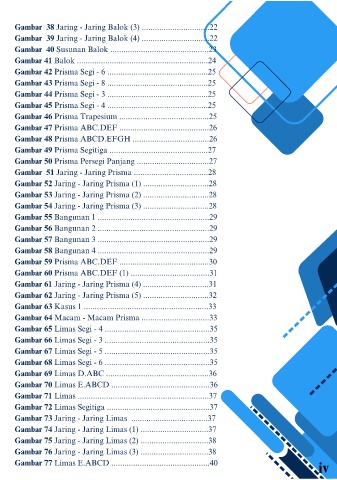 Gambar 38 Jaring - Jaring Balok (3) ................................22
Gambar 39 Jaring - Jaring Balok (4) ................................22
Gambar 40 Susunan Balok ................................................23
Gambar 41 Balok ................................................................24
Gambar 42 Prisma Segi - 6 ................................................25
Gambar 43 Prisma Segi - 8 ................................................25
Gambar 44 Prisma Segi - 3 ................................................25
Gambar 45 Prisma Segi - 4 ................................................25
Gambar 46 Prisma Trapesium ............................................25
Gambar 47 Prisma ABC.DEF ............................................26
Gambar 48 Prisma ABCD.EFGH .....................................26
Gambar 49 Prisma Segitiga ................................................27
Gambar 50 Prisma Persegi Panjang ...................................27
Gambar 51 Jaring - Jaring Prisma .....................................28
Gambar 52 Jaring - Jaring Prisma (1) ................................28
Gambar 53 Jaring - Jaring Prisma (2) ................................28
Gambar 54 Jaring - Jaring Prisma (3) ................................28
Gambar 55 Bangunan 1 ......................................................29
Gambar 56 Bangunan 2 ......................................................29
Gambar 57 Bangunan 3 ......................................................29
Gambar 58 Bangunan 4 ......................................................29
Gambar 59 Prisma ABC.DEF ............................................30
Gambar 60 Prisma ABC.DEF (1) ......................................31
Gambar 61 Jaring - Jaring Prisma (4) ................................31
Gambar 62 Jaring - Jaring Prisma (5) ................................32
Gambar 63 Kasus 1 ............................................................33
Gambar 64 Macam - Macam Prisma ................................33
Gambar 65 Limas Segi - 4 ..................................................35
Gambar 66 Limas Segi - 3 ..................................................35
Gambar 67 Limas Segi - 5 ..................................................35
Gambar 68 Limas Segi - 6 ..................................................35
Gambar 69 Limas D.ABC ..................................................36
Gambar 70 Limas E.ABCD ................................................36
Gambar 71 Limas ................................................................37
Gambar 72 Limas Segitiga ..................................................37
Gambar 73 Jaring - Jaring Limas .....................................37
Gambar 74 Jaring - Jaring Limas (1) ................................37
Gambar 75 Jaring - Jaring Limas (2) ................................38
Gambar 76 Jaring - Jaring Limas (3) ................................38
Gambar 77 Limas E.ABCD ................................................40
iv